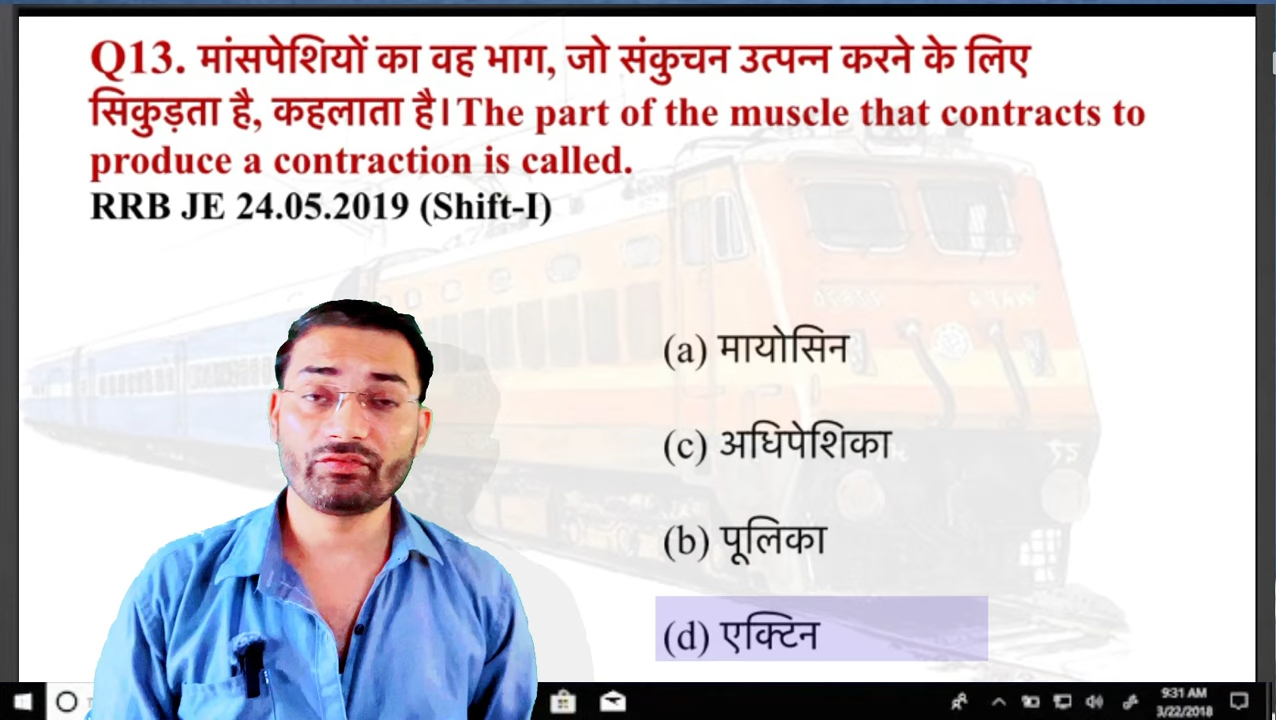 Q13. मांसपेशियों का वह भाग, जो संकुचन उत्पन्न करने के लिए
सिकुड़ता है, कहलाता है। The part of the muscle that contracts to
produce a contraction is called.
RRB JE 24.05.2019 (Shift-I)
(a) मायोसिन
(c) अधिपेशिका
(b) पूलिका
(d) एक्टिन
9:31 AM
3/22/2018